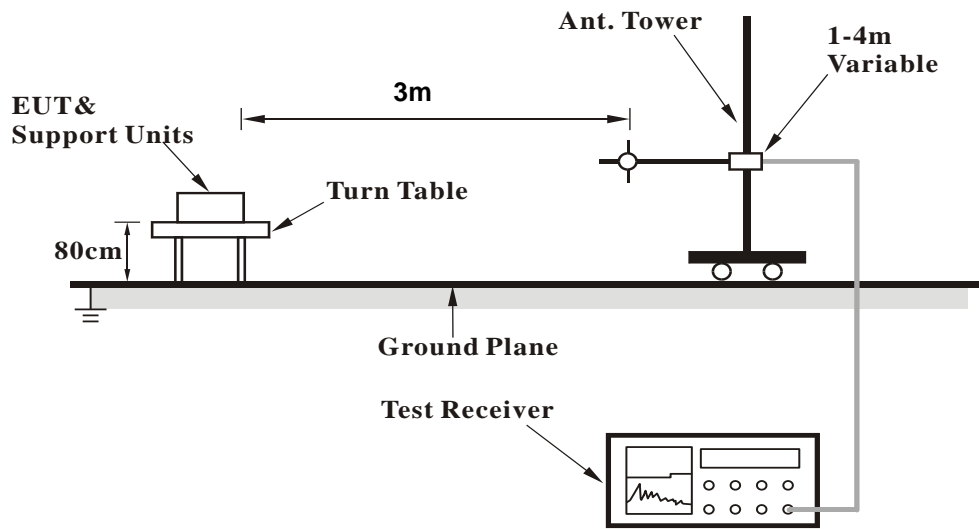 Ant. Tower
1-4m
Variable
3m
EUT&
Support Units
Turn Table
80cm
Ground Plane
Test Receiver